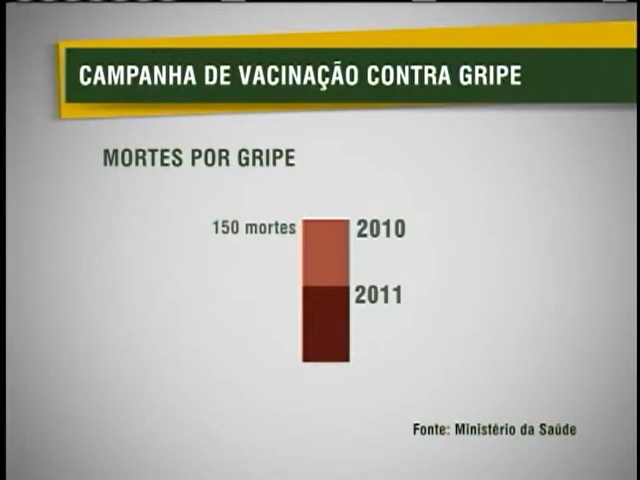 CAMPANHA DE VACINAÇÃO CONTRA GRIPE
MORTES POR GRIPE
150 mortes 2010
2011
Fonte: Ministério da Saúde